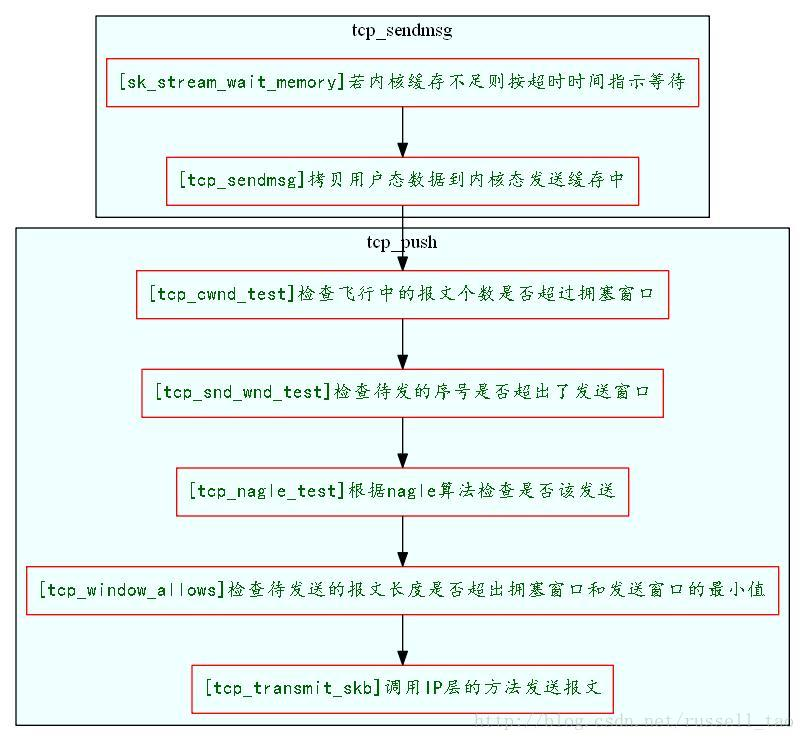 tcp_sendmsg
[sk_stream_wait_memory]若内核缓存不足则按超时时间指示等待
[tcp_sendmsg]拷贝用户态数据到内核态发送缓存中
tcp_push
[tcp_cwnd_test]检查飞行中的报文个数是否超过拥塞窗口
[tcp_snd_wnd_test]检查待发的序号是否超出了发送窗口
[tcp_nagle_test]根据nagle算法检查是否该发送
[tcp_window_allows]检查待发送的报文长度是否超出拥塞窗口和发送窗口的最小值
[tcp_transmit_skb]调用IP层的方法发送报文
http://blog.csdn.net/russell_tao